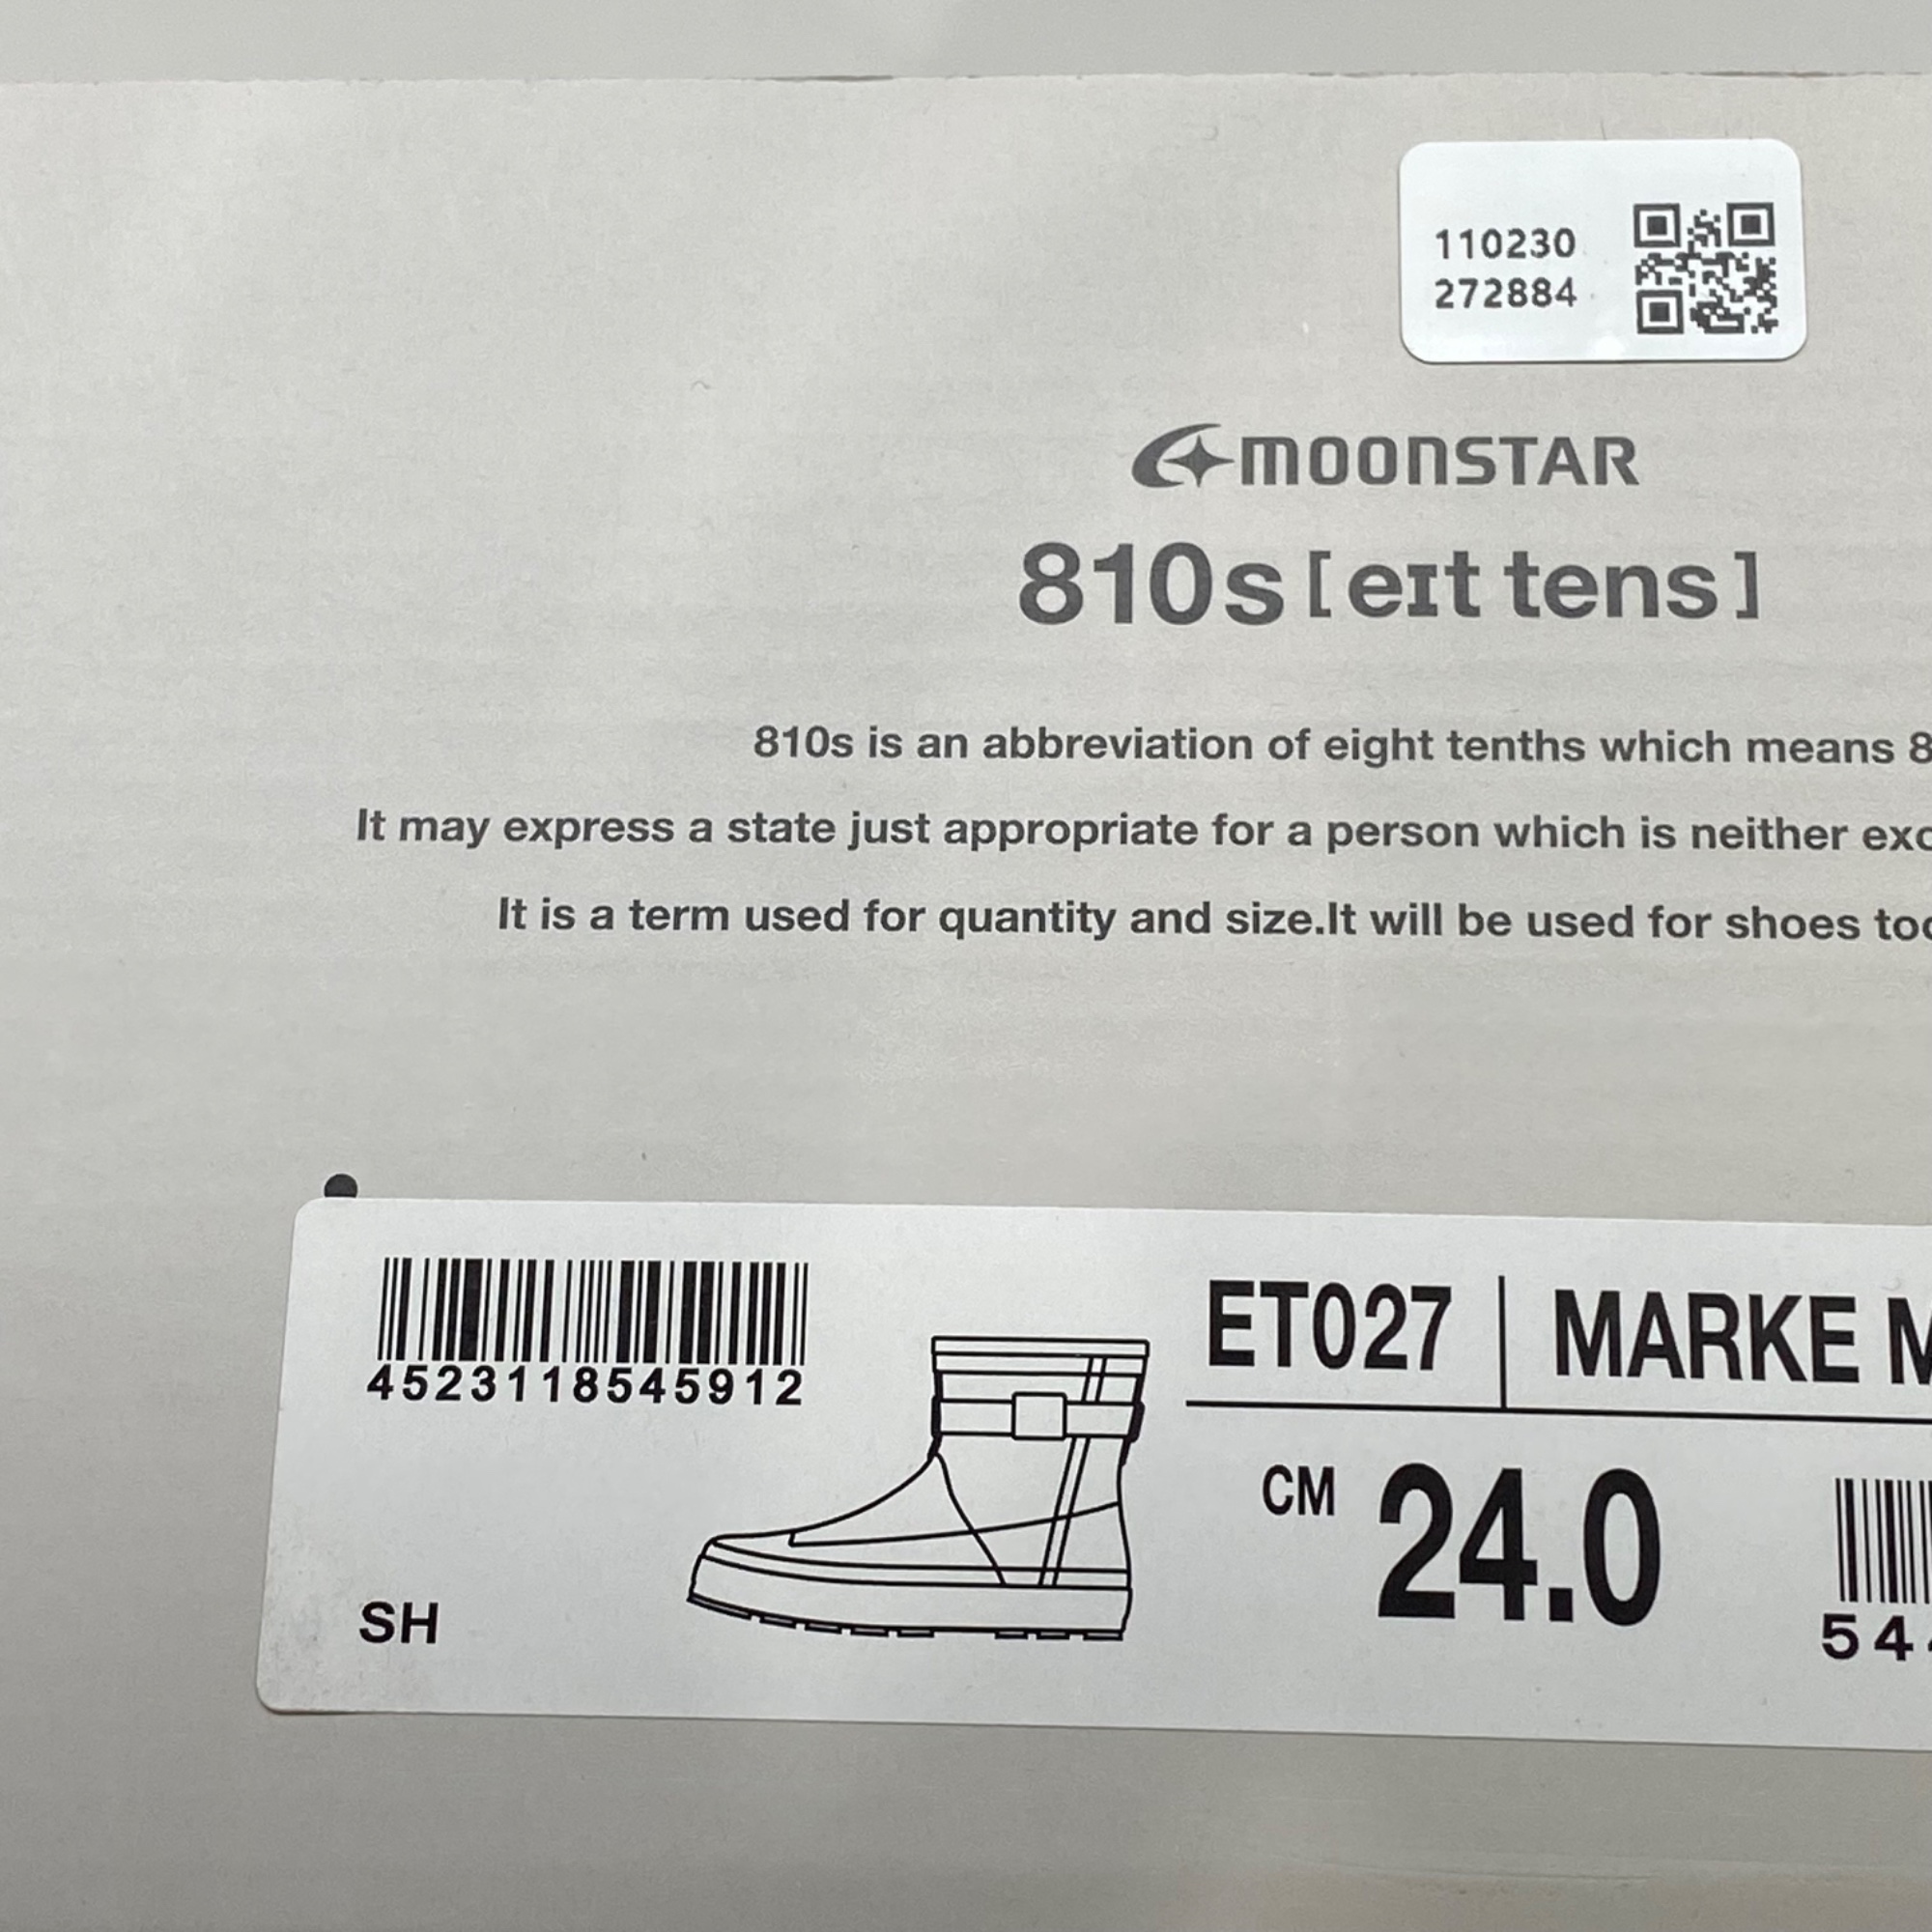 110230
272884
MOONSTAR
810s [eɪt tens]
810s is an abbreviation of eight tenths which means
It may express a state just appropriate for a person which is neither
It is a term used for quantity and size.It will be used for shoes
4523118545912
ET027 MARKE
CM 24.0
SH